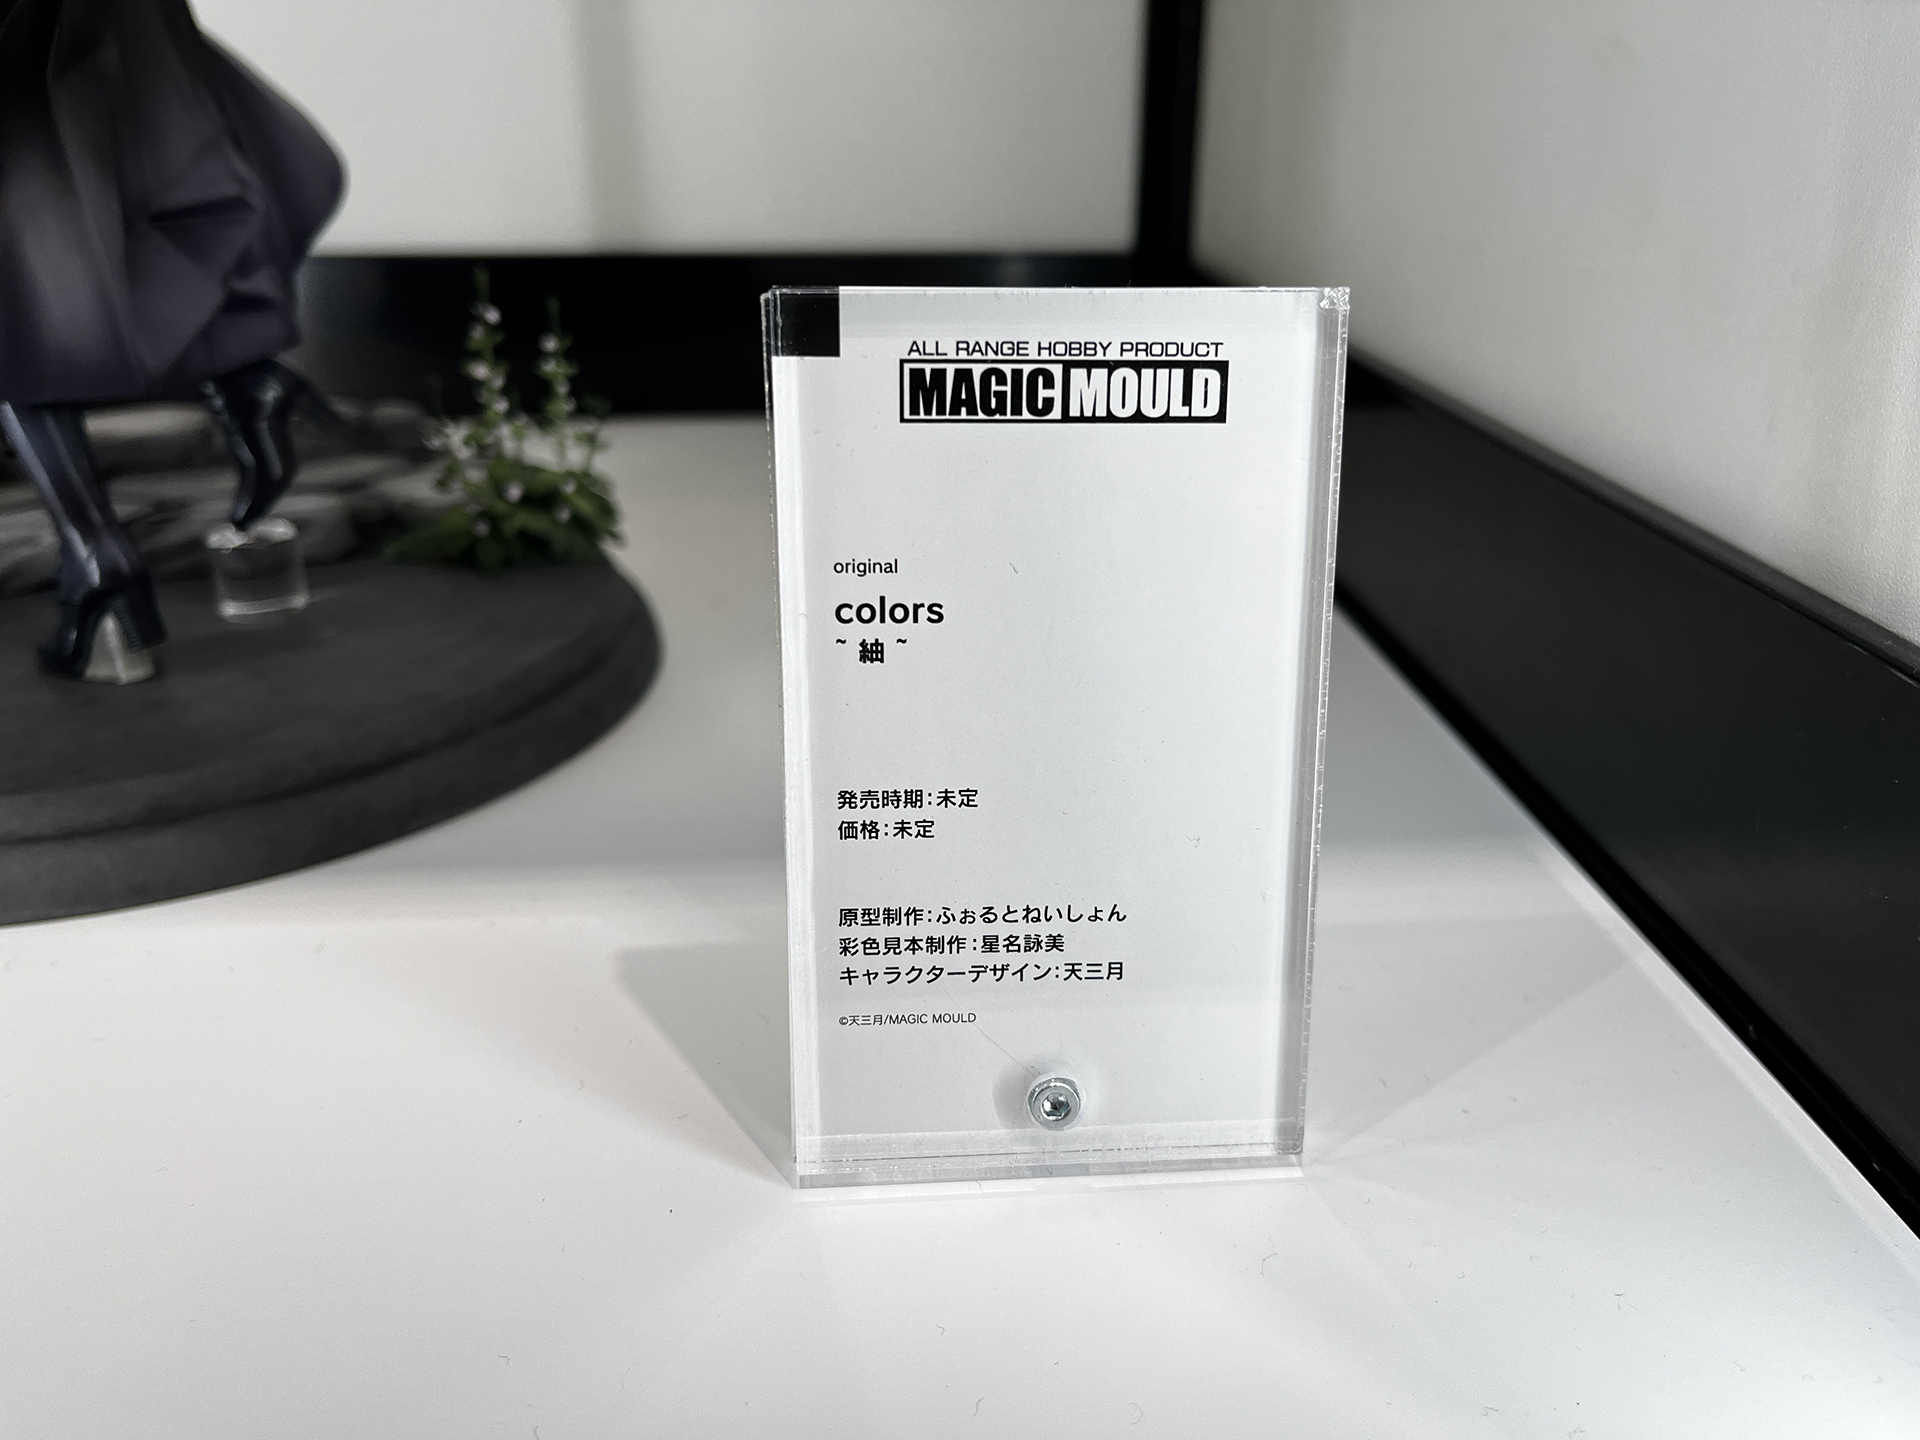 ALL RANGE HOBBY PRODUCT
MAGIC MOULD
original
colors
~ 紬 ~
発売時期:未定
価格:未定
原型制作:ふぉるとねいしょん
彩色見本制作:星名詠美
キャラクターデザイン:天三月
©天三月/MAGIC MOULD